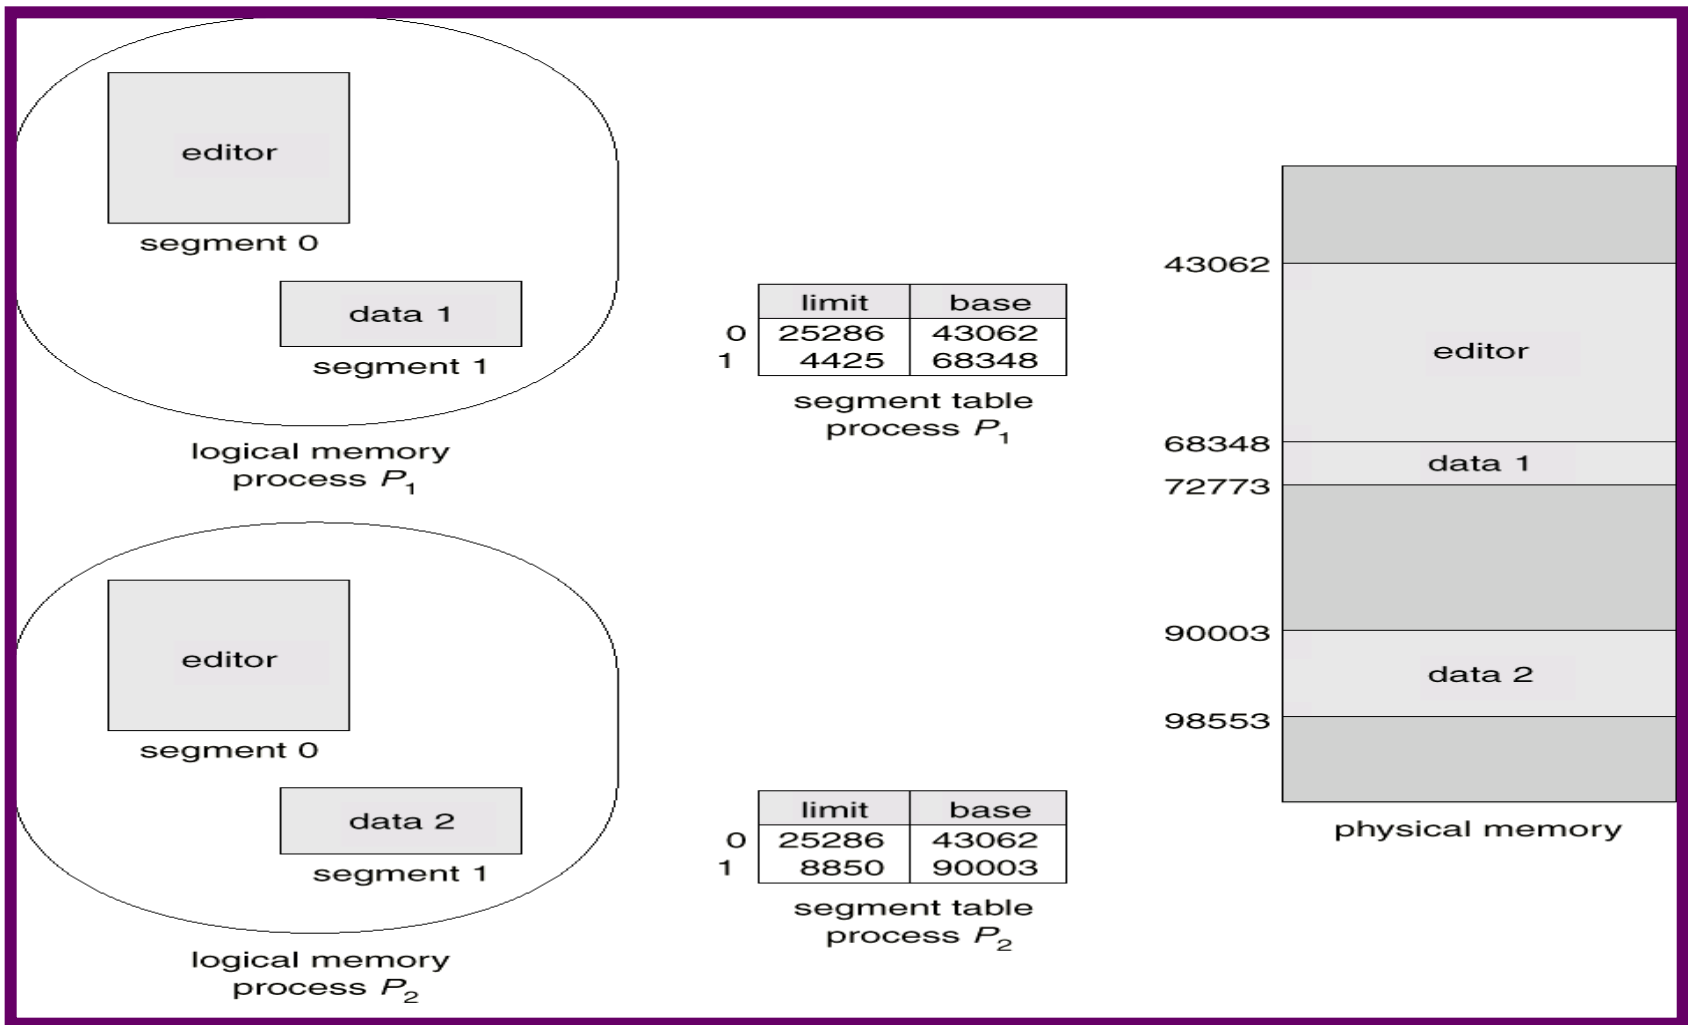 editor
segment 0
data 1
segment 1
logical memory
process P1
limit base
0 25286 43062
1 4425 68348
segment table
process P1
editor
segment 0
data 2
segment 1
logical memory
process P2
limit base
0 25286 43062
1 8850 90003
segment table
process P2
43062
editor
68348
data 1
72773
90003
data 2
98553
physical memory